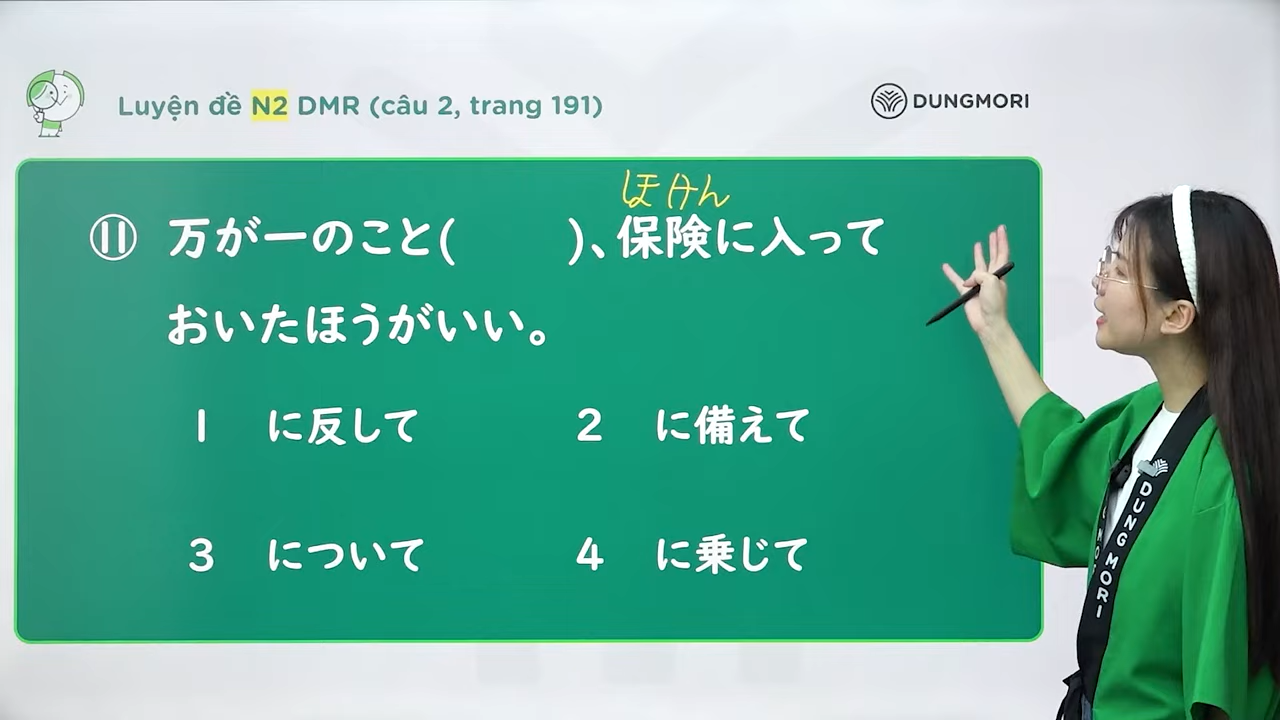 Luyện đề N2 DMR (câu 2, trang 191)
DUNGMORI
ほけん
⑪ 万が一のこと(　　)、保険に入って
おいたほうがいい。
1 に反して
2 に備えて
3 について
4 に乗じて
DUNG MORI